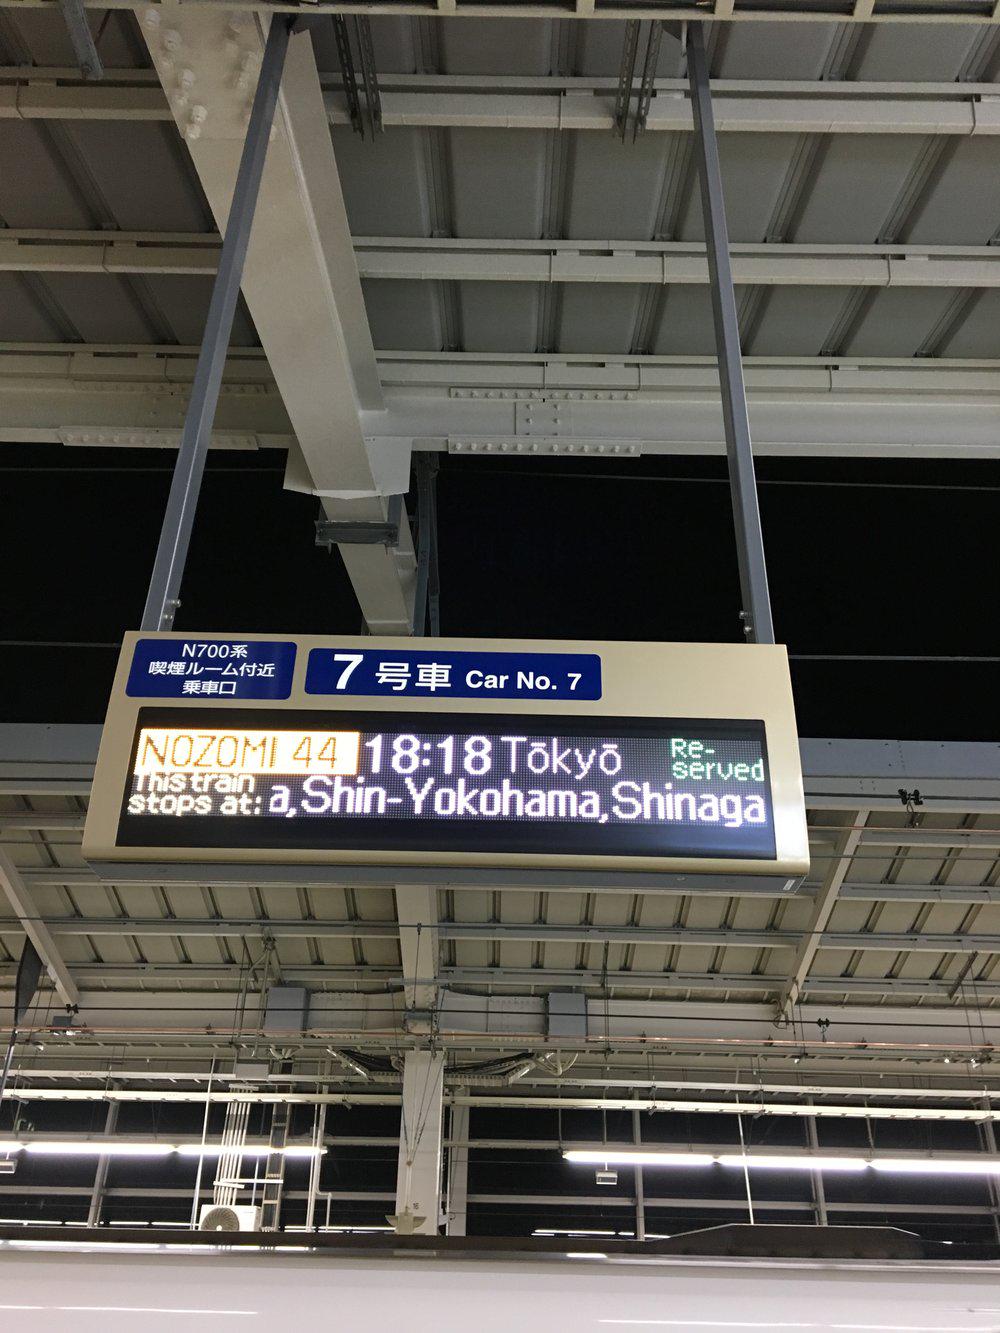 N700系
喫煙ルーム付近
乗車口
7 号車 Car No. 7
NOZOMI 44 18:18 Tōkyō Re-served
This train stops at: a,Shin-Yokohama,Shinaga